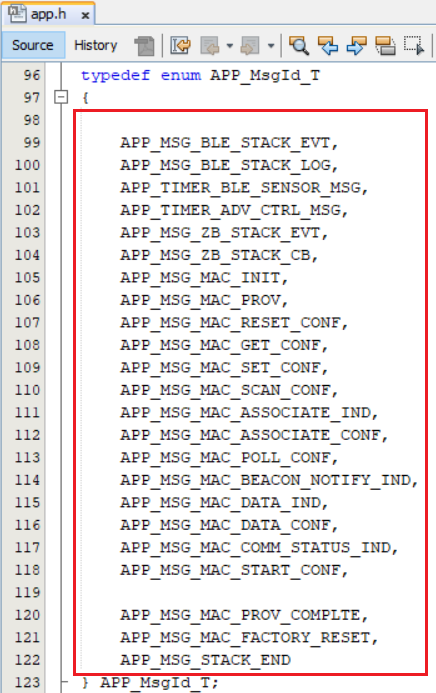 app.h x
Source History
96 typedef enum APP_MsgId_T
97 {
98
99 APP_MSG_BLE_STACK_EVT,
100 APP_MSG_BLE_STACK_LOG,
101 APP_TIMER_BLE_SENSOR_MSG,
102 APP_TIMER_ADV_CTRL_MSG,
103 APP_MSG_ZB_STACK_EVT,
104 APP_MSG_ZB_STACK_CB,
105 APP_MSG_MAC_INIT,
106 APP_MSG_MAC_PROV,
107 APP_MSG_MAC_RESET_CONF,
108 APP_MSG_MAC_GET_CONF,
109 APP_MSG_MAC_SET_CONF,
110 APP_MSG_MAC_SCAN_CONF,
111 APP_MSG_MAC_ASSOCIATE_IND,
112 APP_MSG_MAC_ASSOCIATE_CONF,
113 APP_MSG_MAC_POLL_CONF,
114 APP_MSG_MAC_BEACON_NOTIFY_IND,
115 APP_MSG_MAC_DATA_IND,
116 APP_MSG_MAC_DATA_CONF,
117 APP_MSG_MAC_COMM_STATUS_IND,
118 APP_MSG_MAC_START_CONF,
119
120 APP_MSG_MAC_PROV_COMPLTE,
121 APP_MSG_MAC_FACTORY_RESET,
122 APP_MSG_STACK_END
123 } APP_MsgId_T;